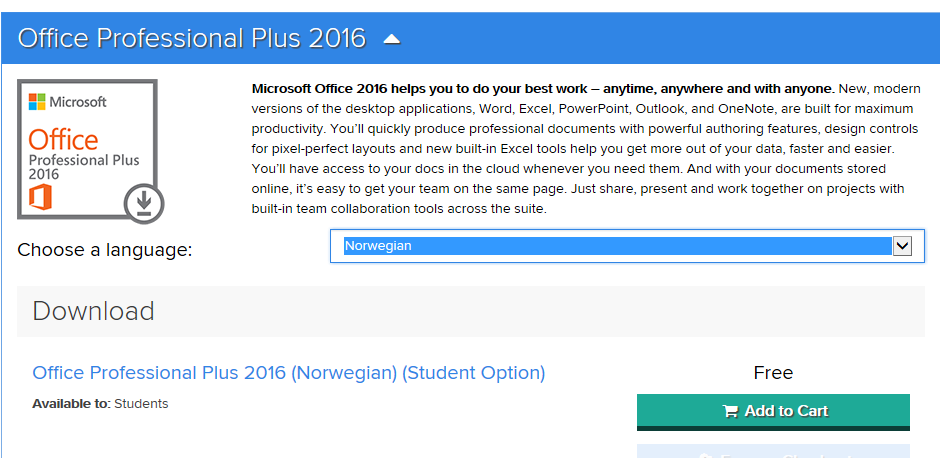 Office Professional Plus 2016
Microsoft
Office
Professional Plus
2016
Microsoft Office 2016 helps you to do your best work – anytime, anywhere and with anyone. New, modern
versions of the desktop applications, Word, Excel, PowerPoint, Outlook, and OneNote, are built for maximum
productivity. You’ll quickly produce professional documents with powerful authoring features, design controls
for pixel-perfect layouts and new built-in Excel tools help you get more out of your data, faster and easier.
You’ll have access to your docs in the cloud whenever you need them. And with your documents stored
online, it’s easy to get your team on the same page. Just share, present and work together on projects with
built-in team collaboration tools across the suite.
Choose a language:
Norwegian
Download
Office Professional Plus 2016 (Norwegian) (Student Option)
Free
Available to: Students
Add to Cart